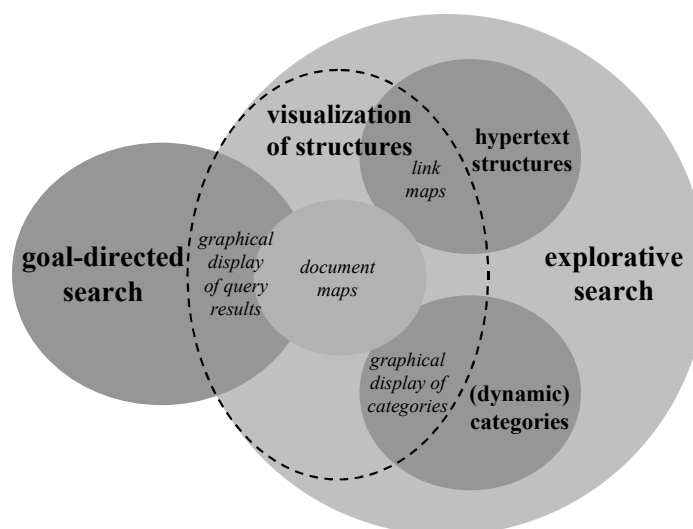 visualization
of structures
hypertext
structures
link
maps
goal-directed
search
graphical
display
of query
results
document
maps
explorative
search
graphical
display of
categories
(dynamic)
categories